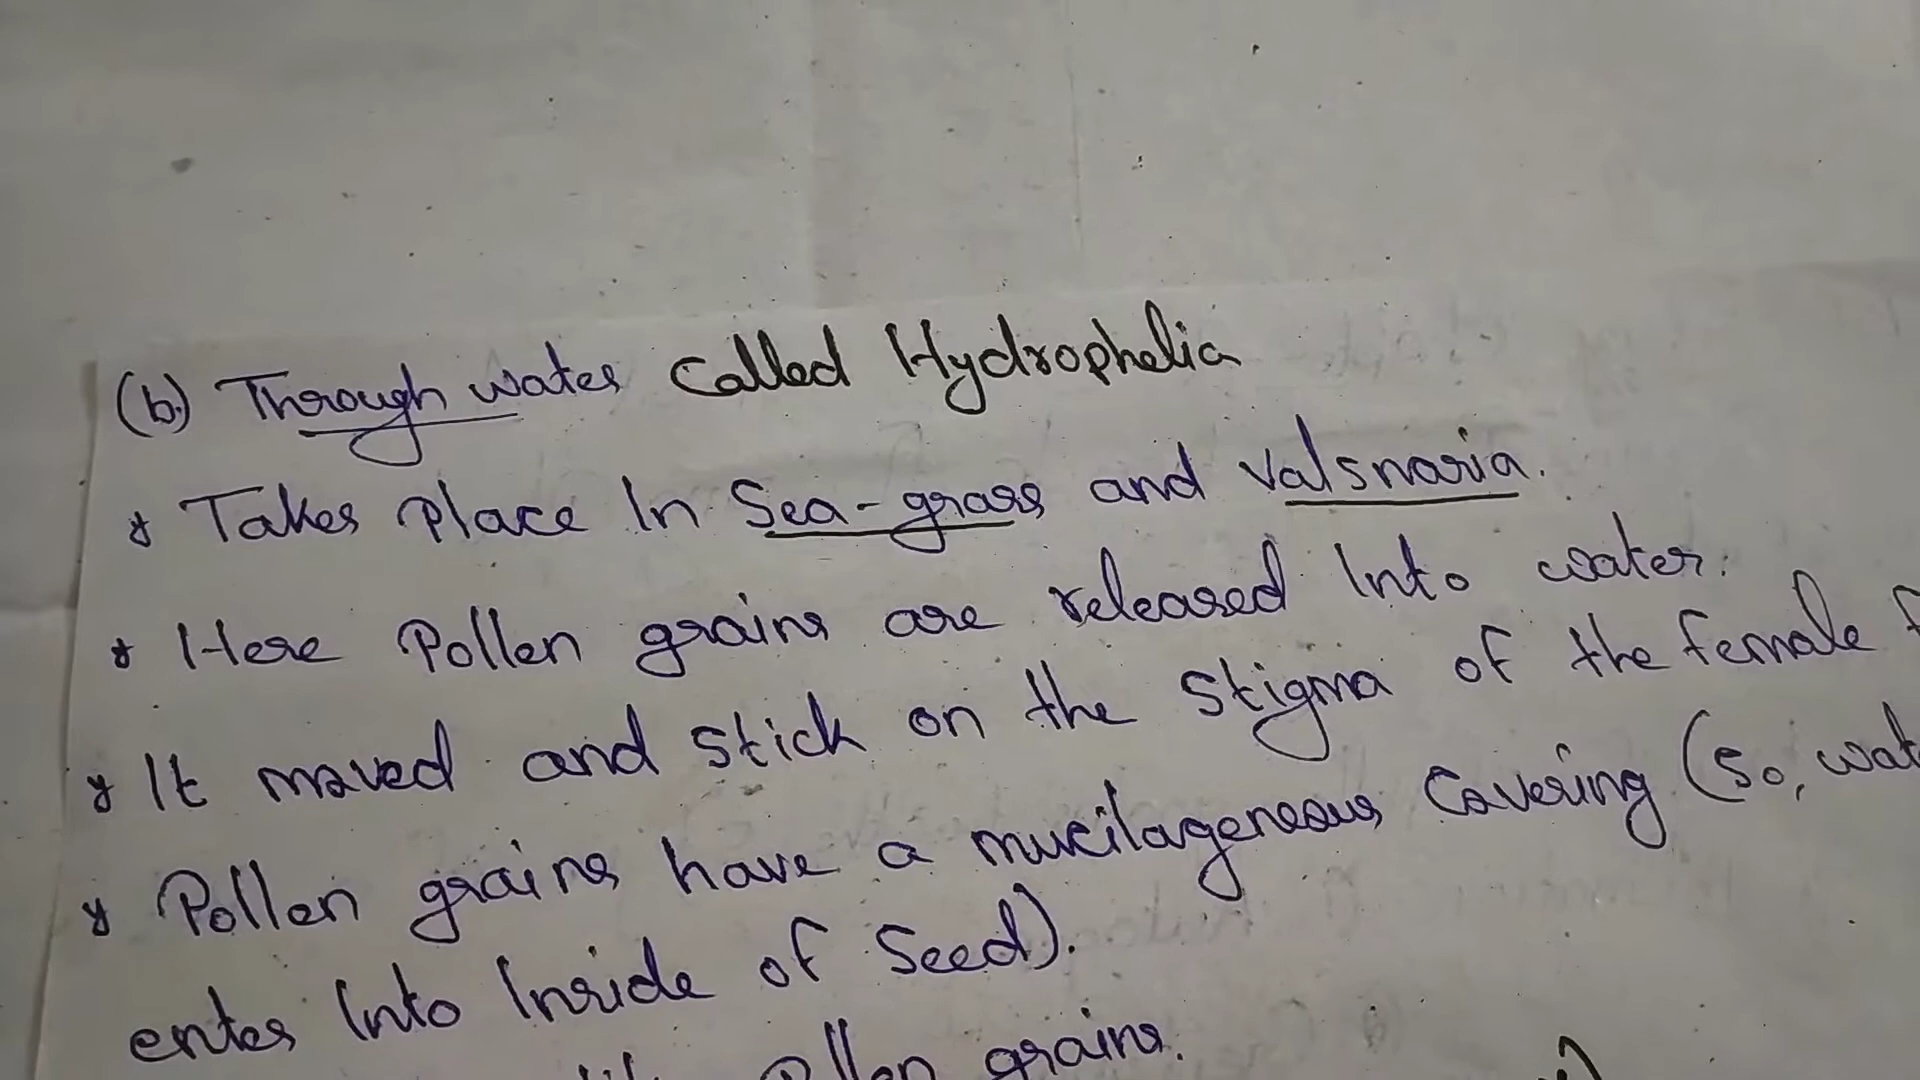 (b.) Through water called Hydrophelia
* Takes place In Sea-grass and Valsnaria.
* Here Pollen grains are released Into water.
* It moved and stick on the stigma of the female
* Pollen grains have a mucilageneous Covering (So, wat
enter Into Inside of Seed).
grains.